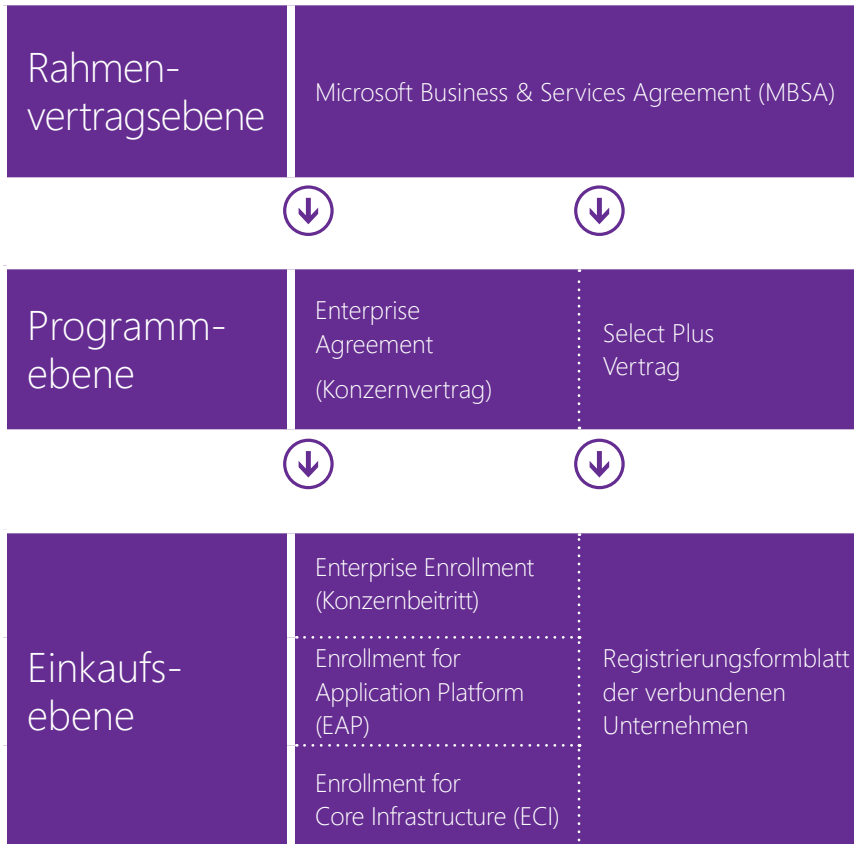 Rahmen-
vertragsebene
Microsoft Business & Services Agreement (MBSA)
Programm-
ebene
Enterprise
Agreement
(Konzernvertrag)
Select Plus
Vertrag
Einkaufs-
ebene
Enterprise Enrollment
(Konzernbeitritt)
Enrollment for
Application Platform
(EAP)
Enrollment for
Core Infrastructure (ECI)
Registrierungsformblatt
der verbundenen
Unternehmen